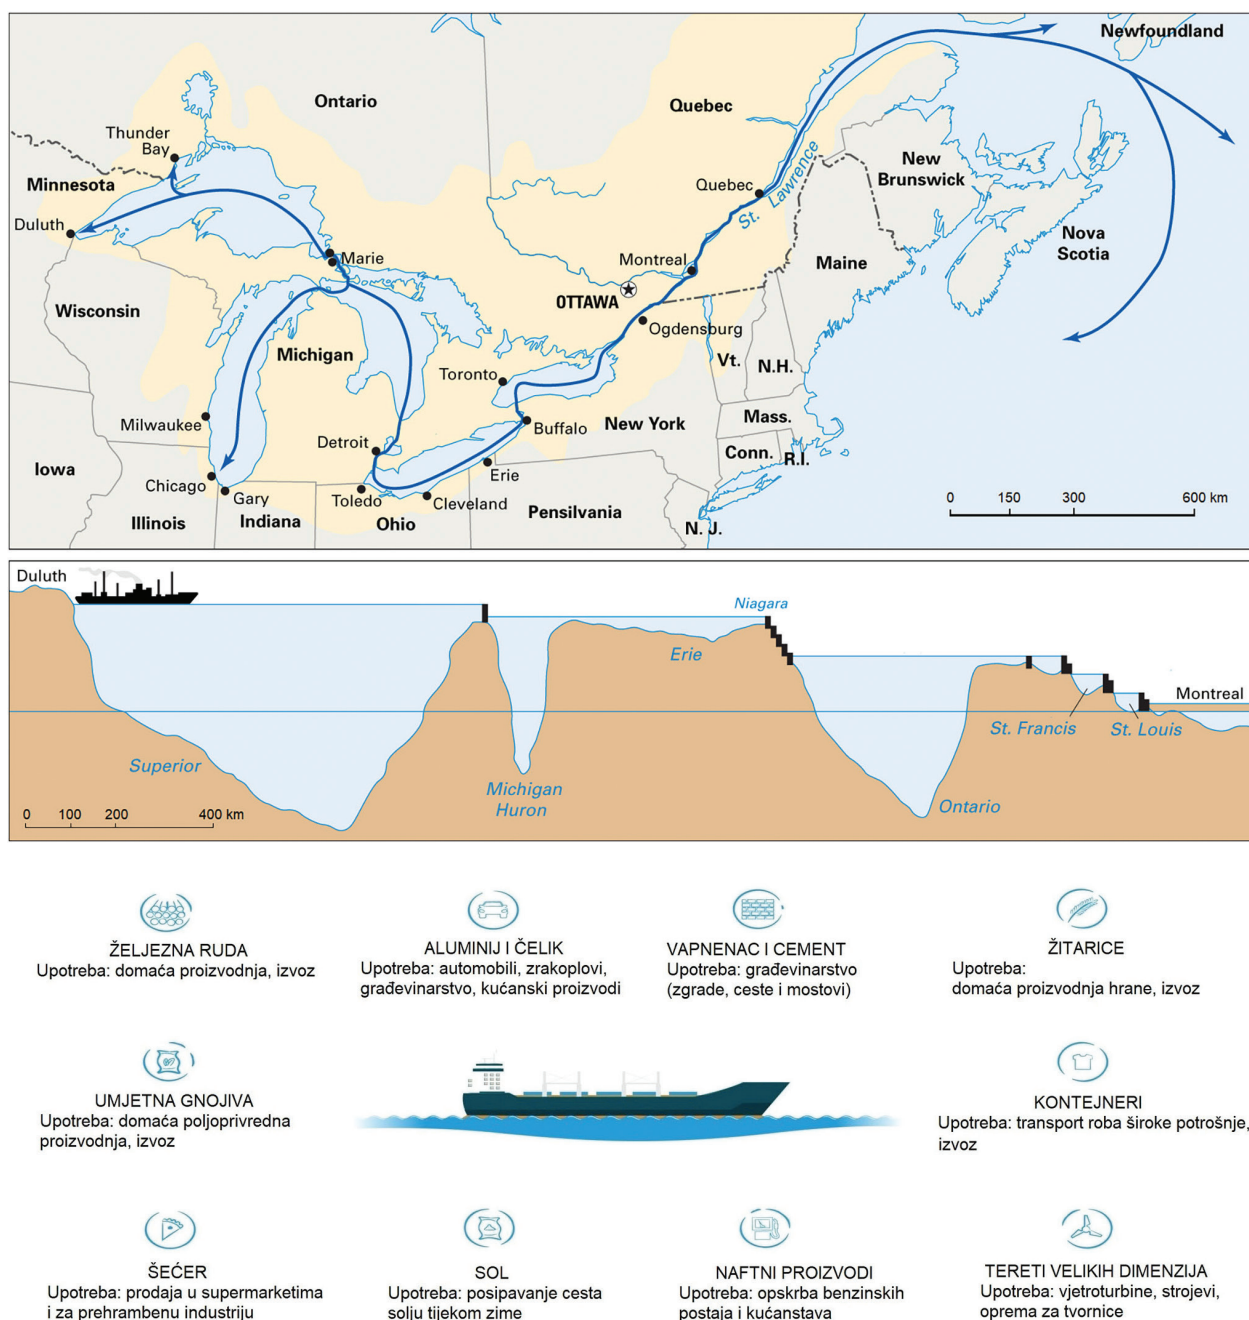 Newfoundland
Ontario
Quebec
Thunder
Bay
New
Brunswick
Minnesota
Quebec
St. Lawrence
Duluth
Nova
Scotia
Marie
Montreal
Maine
OTTAWA
Wisconsin
Ogdensburg
Michigan
Vt.
N.H.
Toronto
Milwaukee
Buffalo
New York
Mass.
Detroit
Conn.
R.I.
Iowa
Erie
Chicago
Gary
Toledo
Cleveland
Illinois
Indiana
Ohio
Pensilvania
N. J.
0 150 300 600 km
Duluth
Niagara
Erie
Montreal
St. Francis
St. Louis
Superior
Michigan
Huron
Ontario
0 100 200 400 km
ŽELJEZNA RUDA
Upotreba: domaća proizvodnja, izvoz
ALUMINIJ I ČELIK
Upotreba: automobili, zrakoplovi,
građevinarstvo, kućanski proizvodi
VAPNENAC I CEMENT
Upotreba: građevinarstvo
(zgrade, ceste i mostovi)
ŽITARICE
Upotreba:
domaća proizvodnja hrane, izvoz
UMJETNA GNOJIVA
Upotreba: domaća poljoprivredna
proizvodnja, izvoz
KONTEJNERI
Upotreba: transport roba široke potrošnje,
izvoz
ŠEĆER
Upotreba: prodaja u supermarketima
i za prehrambenu industriju
SOL
Upotreba: posipavanje cesta
solju tijekom zime
NAFTNI PROIZVODI
Upotreba: opskrba benzinskih
postaja i kućanstava
TERETI VELIKIH DIMENZIJA
Upotreba: vjetroturbine, strojevi,
oprema za tvornice